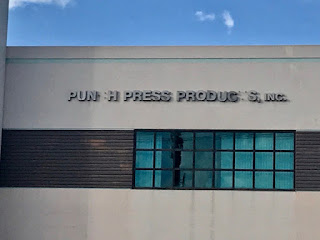 PUN H PRESS PRODUC S, INC.